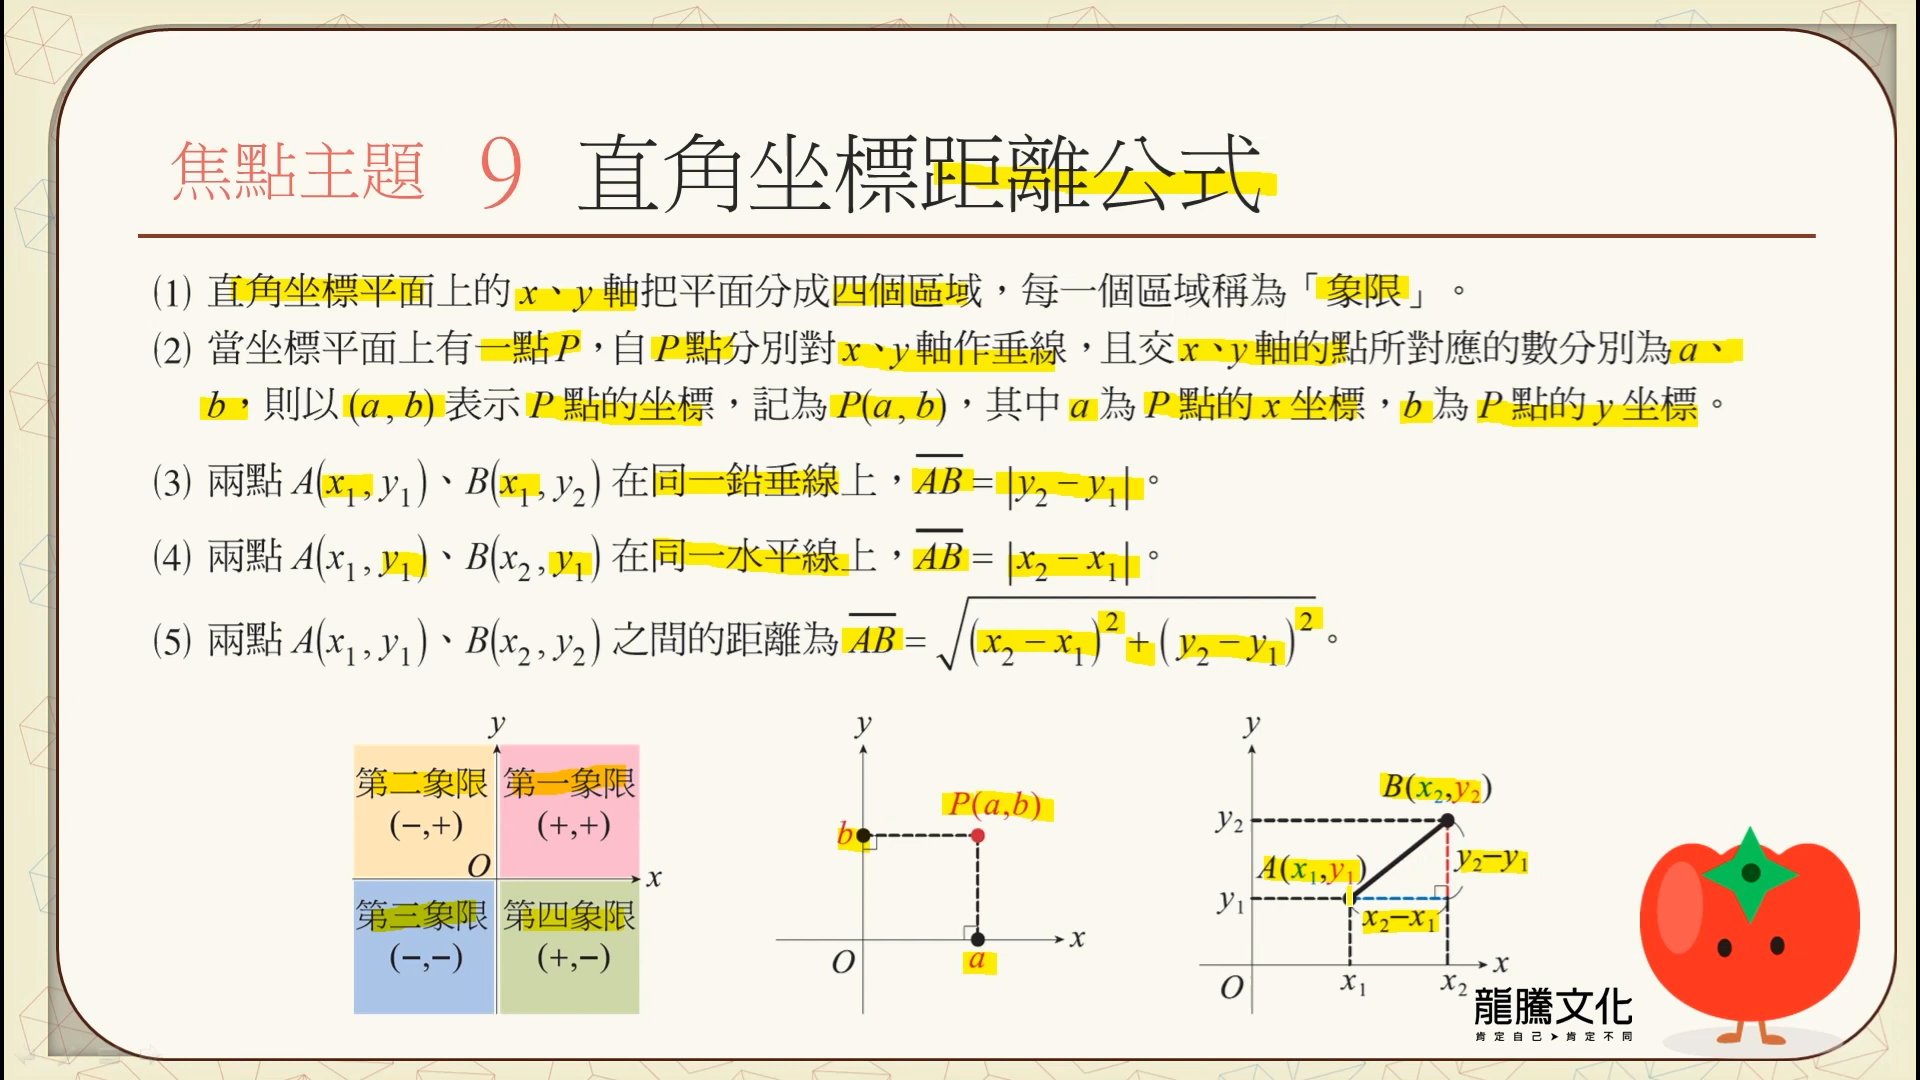 焦點主題 9 直角坐標距離公式
(1) 直角坐標平面上的 x、y 軸把平面分成四個區域，每一個區域稱為「象限」。
(2) 當坐標平面上有一點 P，自 P 點分別對 x、y 軸作垂線，且交 x、y 軸的點所對應的數分別為 a、
b，則以 (a, b) 表示 P 點的坐標，記為 P(a, b)，其中 a 為 P 點的 x 坐標，b 為 P 點的 y 坐標。
(3) 兩點 A(x₁, y₁)、B(x₁, y₂) 在同一鉛垂線上，A̅B̅ = |y₂ − y₁|。
(4) 兩點 A(x₁, y₁)、B(x₂, y₁) 在同一水平線上，A̅B̅ = |x₂ − x₁|。
(5) 兩點 A(x₁, y₁)、B(x₂, y₂) 之間的距離為 A̅B̅ = √((x₂ − x₁)² + (y₂ − y₁)²)。
y
第二象限 第一象限
(−,+) (+,+)
O x
第三象限 第四象限
(−,−) (+,−)
y
P(a,b)
b
x
O a
y
B(x₂,y₂)
y₂
A(x₁,y₁) y₂−y₁
y₁
x₂−x₁
x
O x₁ x₂
龍騰文化
肯定自己➤肯定不同